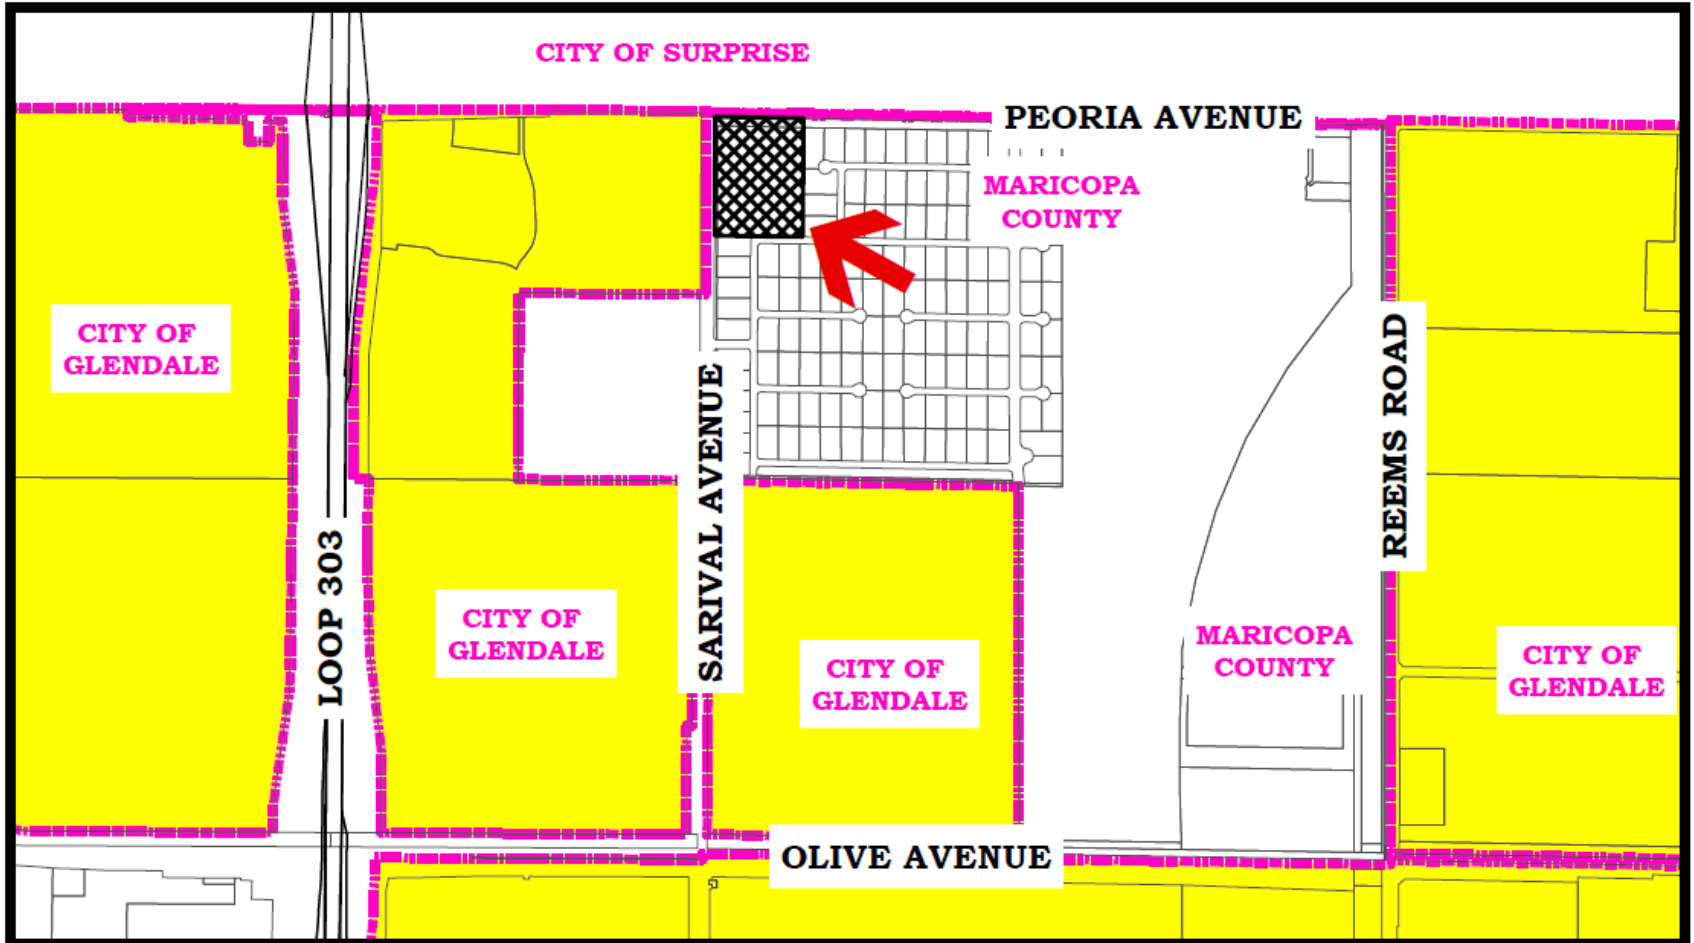 CITY OF SURPRISE
PEORIA AVENUE
MARICOPA
COUNTY
CITY OF
GLENDALE
SARIVAL AVENUE
REEMS ROAD
LOOP 303
CITY OF
GLENDALE
CITY OF
GLENDALE
MARICOPA
COUNTY
CITY OF
GLENDALE
OLIVE AVENUE